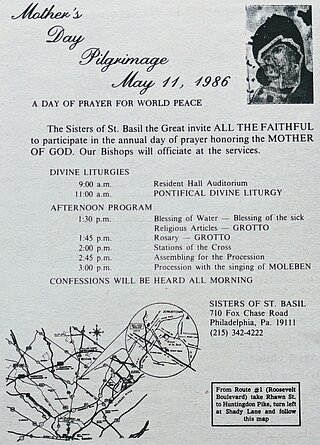 Mother's
Day
Pilgrimage
May 11, 1986
A DAY OF PRAYER FOR WORLD PEACE
The Sisters of St. Basil the Great invite ALL THE FAITHFUL
to participate in the annual day of prayer honoring the MOTHER
OF GOD. Our Bishops will officiate at the services.
DIVINE LITURGIES
9:00 a.m. Resident Hall Auditorium
11:00 a.m. PONTIFICAL DIVINE LITURGY
AFTERNOON PROGRAM
1:30 p.m. Blessing of Water — Blessing of the sick
Religious Articles — GROTTO
1:45 p.m. Rosary — GROTTO
2:00 p.m. Stations of the Cross
2:45 p.m. Assembling for the Procession
3:00 p.m. Procession with the singing of MOLEBEN
CONFESSIONS WILL BE HEARD ALL MORNING
SISTERS OF ST. BASIL
710 Fox Chase Road
Philadelphia, Pa. 19111
(215) 342-4222
From Route #1 (Roosevelt
Boulevard) take Rhawn St.
to Huntingdon Pike, turn left
at Shady Lane and follow
this map